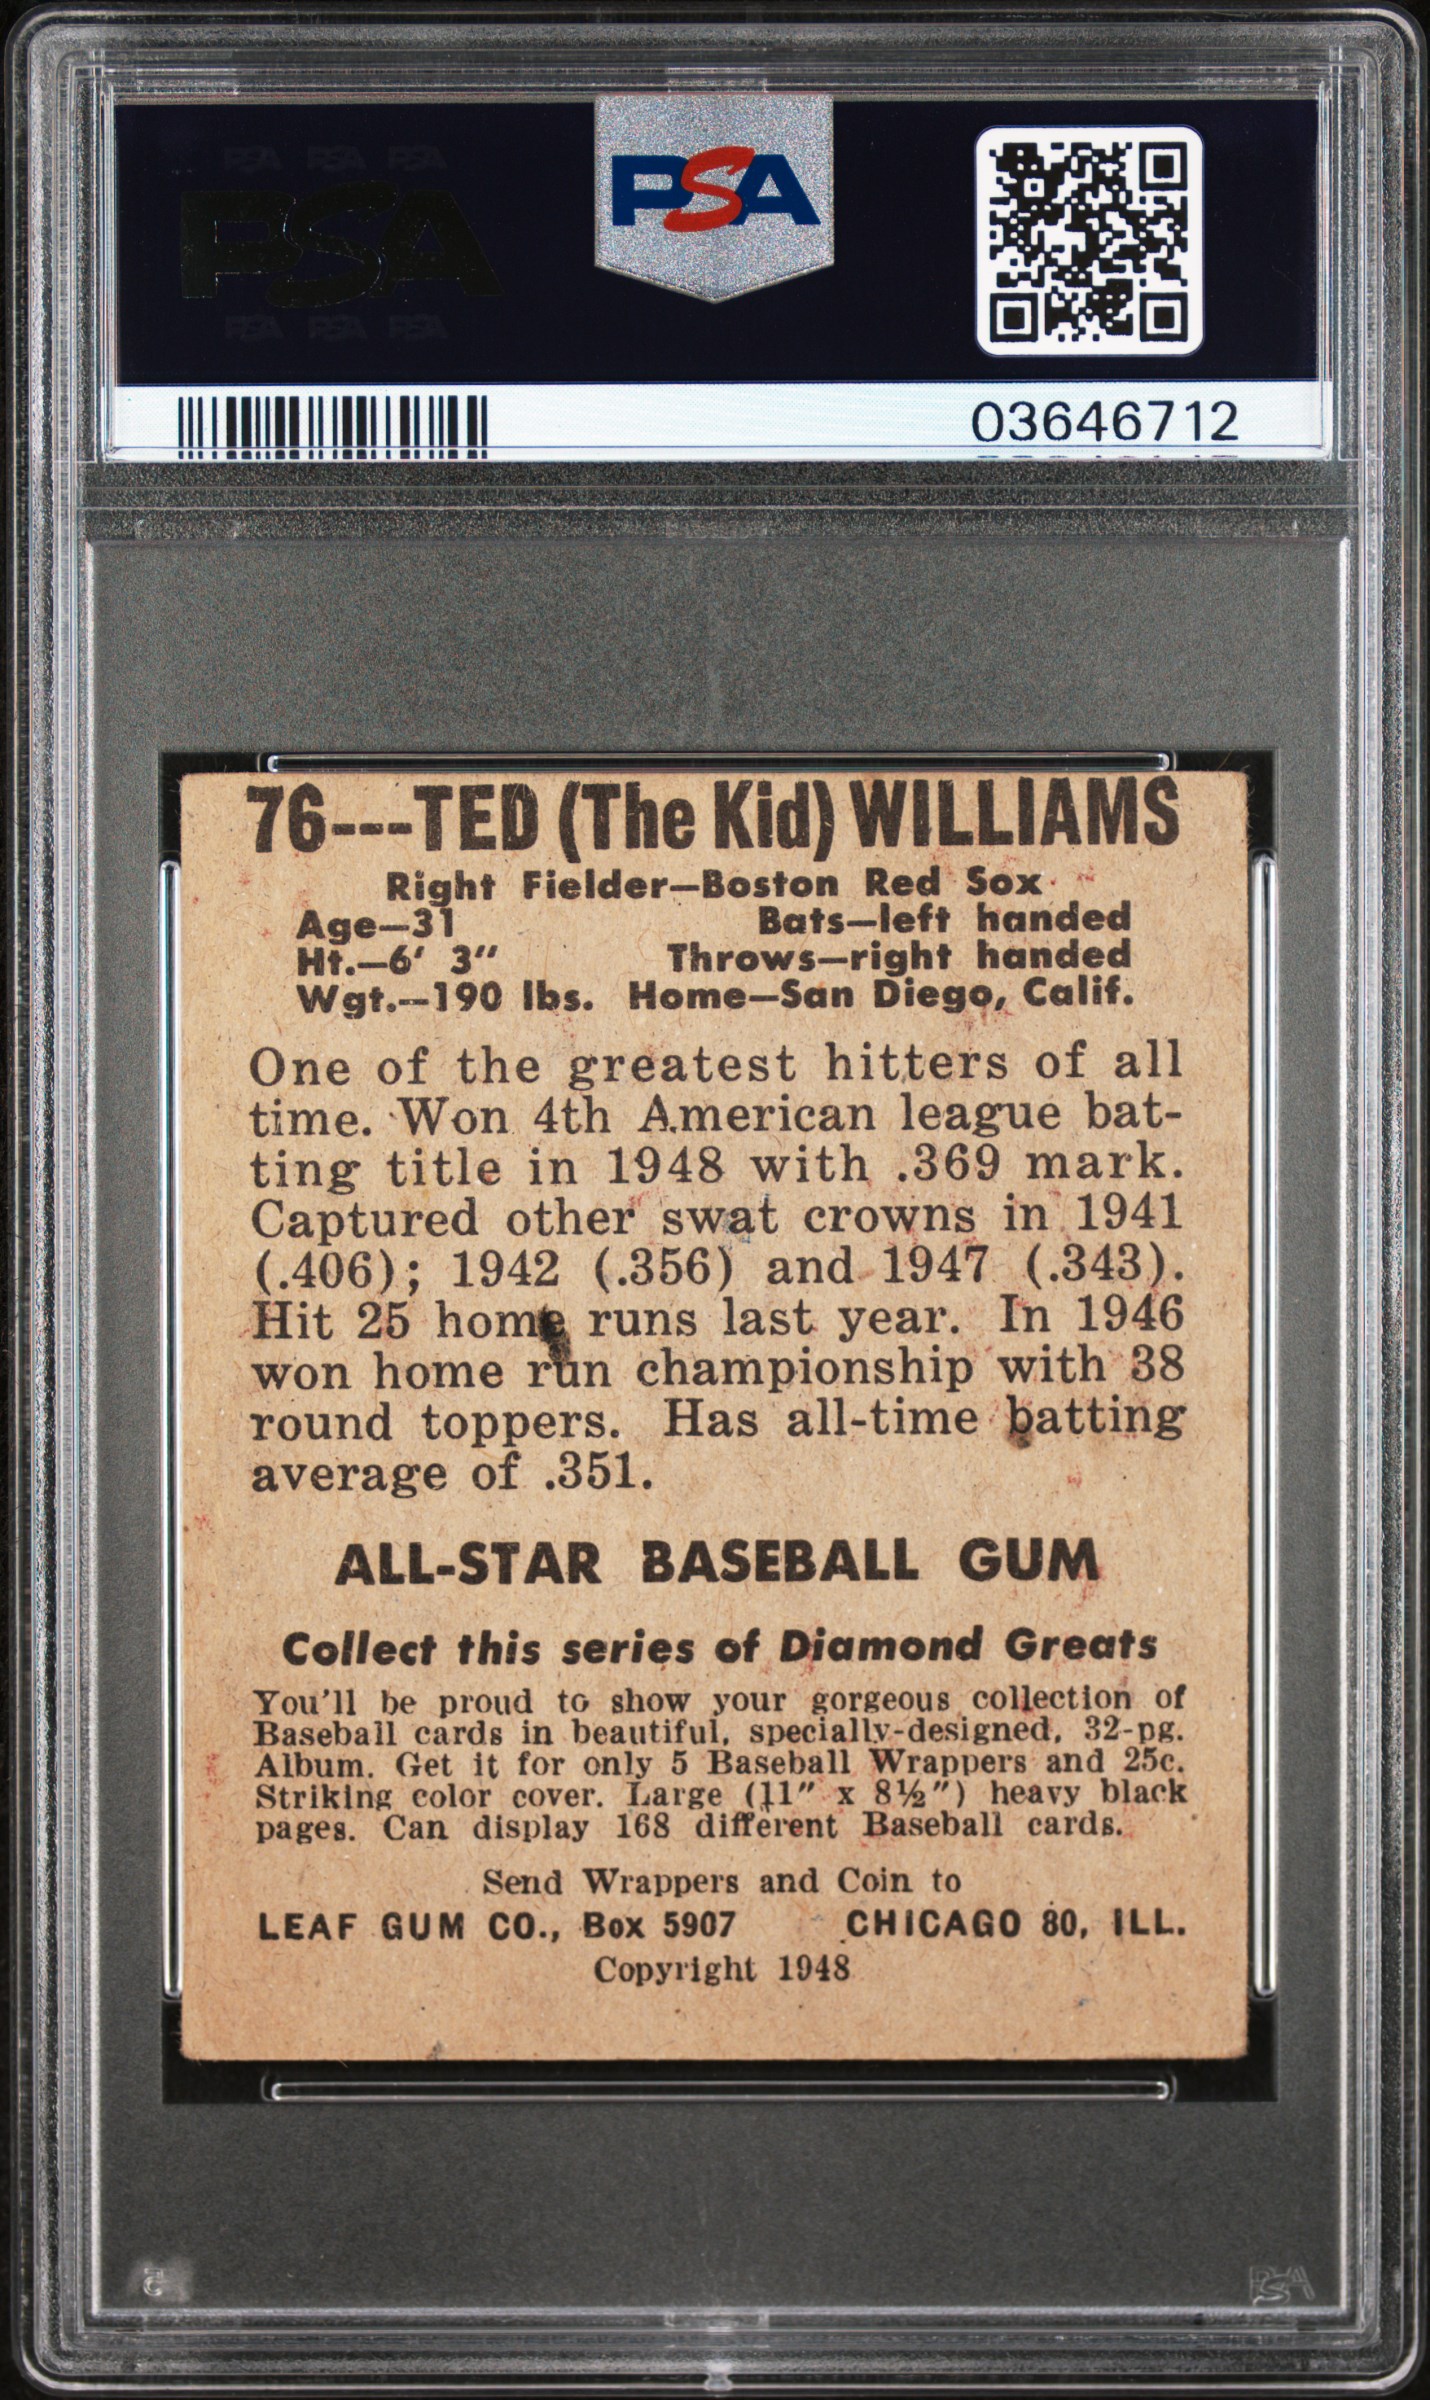 PSA PSA PSA
PSA
PSA
PSA PSA PSA
03646712
76---TED (The Kid) WILLIAMS
Right Fielder—Boston Red Sox
Age—31 Bats—left handed
Ht.—6' 3" Throws—right handed
Wgt.—190 lbs. Home—San Diego, Calif.
One of the greatest hitters of all
time. Won 4th American league bat-
ting title in 1948 with .369 mark.
Captured other swat crowns in 1941
(.406); 1942 (.356) and 1947 (.343).
Hit 25 home runs last year. In 1946
won home run championship with 38
round toppers. Has all-time batting
average of .351.
ALL-STAR BASEBALL GUM
Collect this series of Diamond Greats
You'll be proud to show your gorgeous collection of
Baseball cards in beautiful, specially-designed, 32-pg.
Album. Get it for only 5 Baseball Wrappers and 25c.
Striking color cover. Large (11" x 8½") heavy black
pages. Can display 168 different Baseball cards.
Send Wrappers and Coin to
LEAF GUM CO., Box 5907 CHICAGO 80, ILL.
Copyright 1948
PSA